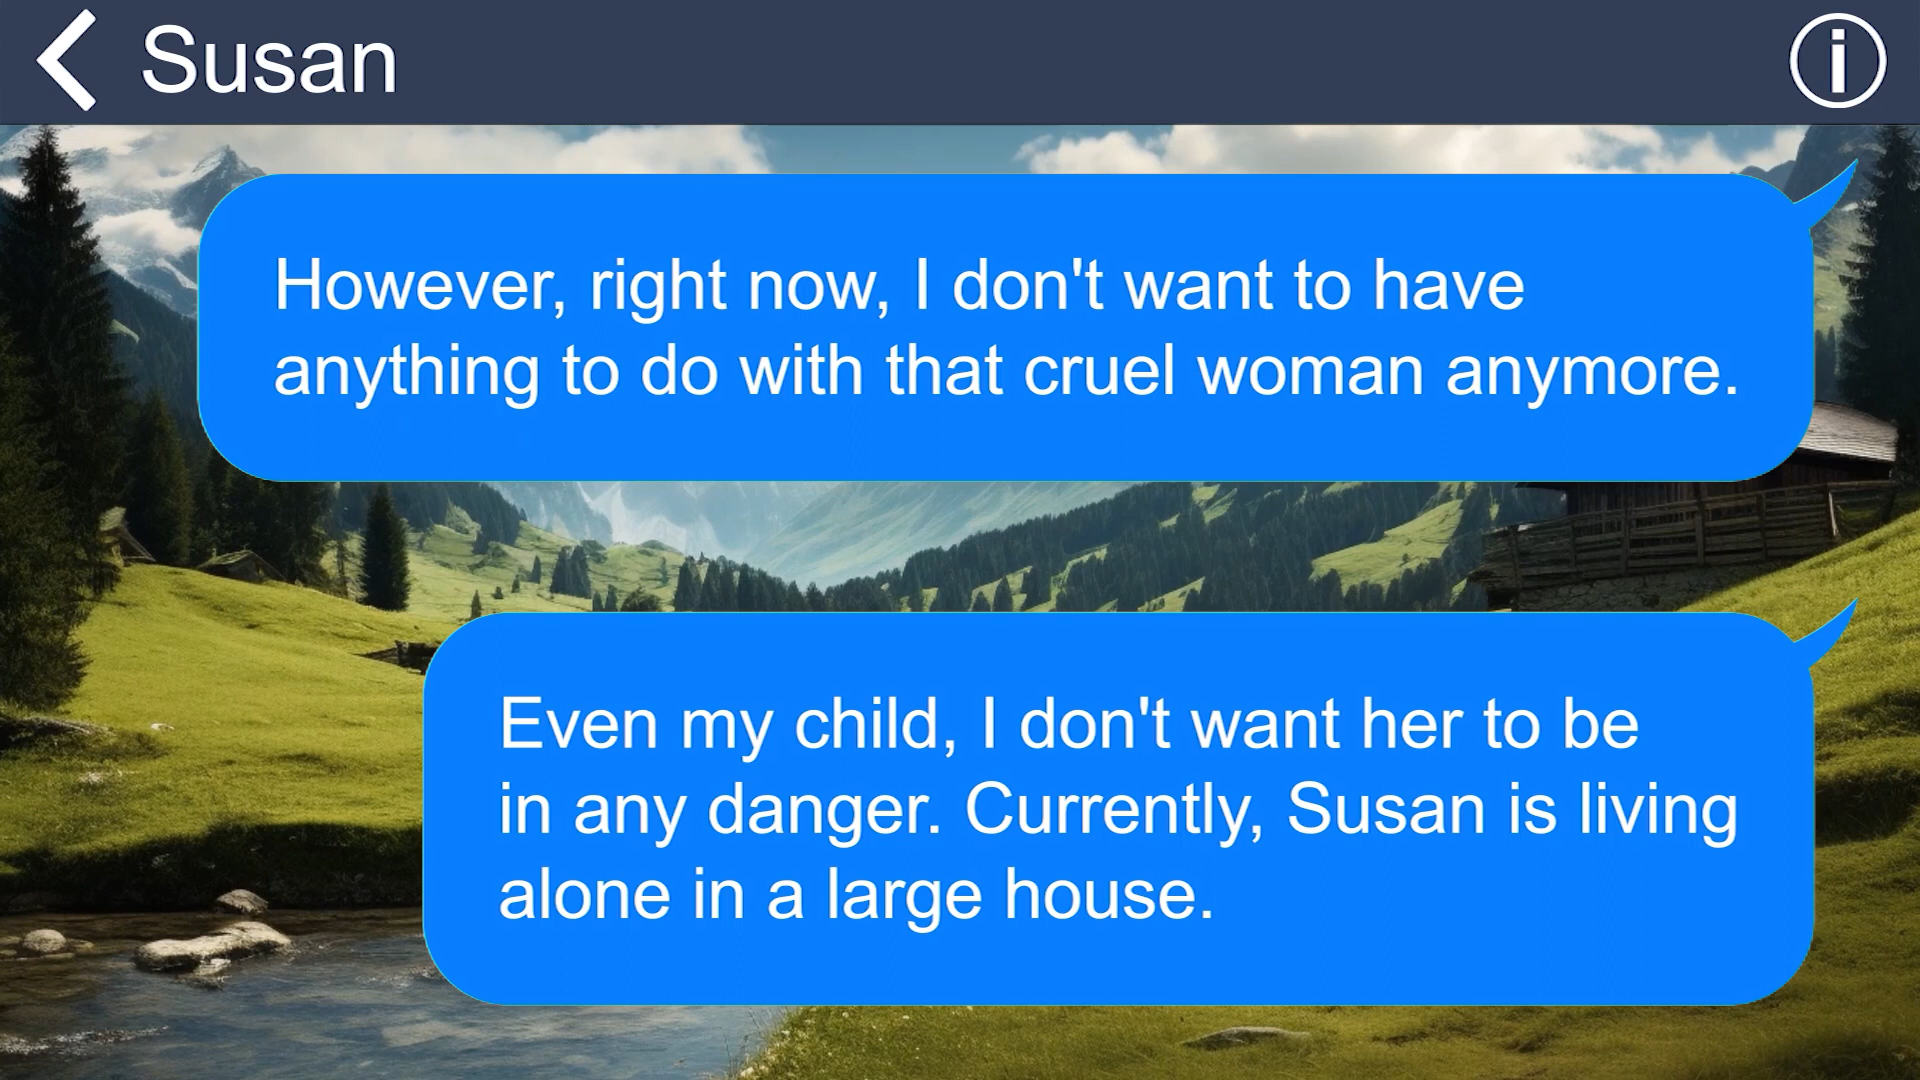 Susan
However, right now, I don't want to have
anything to do with that cruel woman anymore.
Even my child, I don't want her to be
in any danger. Currently, Susan is living
alone in a large house.